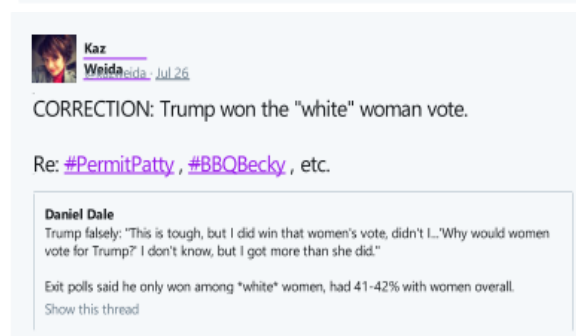 Kaz
Weida
Jul 26
CORRECTION: Trump won the "white" woman vote.
Re: #PermitPatty , #BBQBecky , etc.
Daniel Dale
Trump falsely: "This is tough, but I did win that women's vote, didn't I...'Why would women
vote for Trump?' I don't know, but I got more than she did."
Exit polls said he only won among *white* women, had 41-42% with women overall.
Show this thread